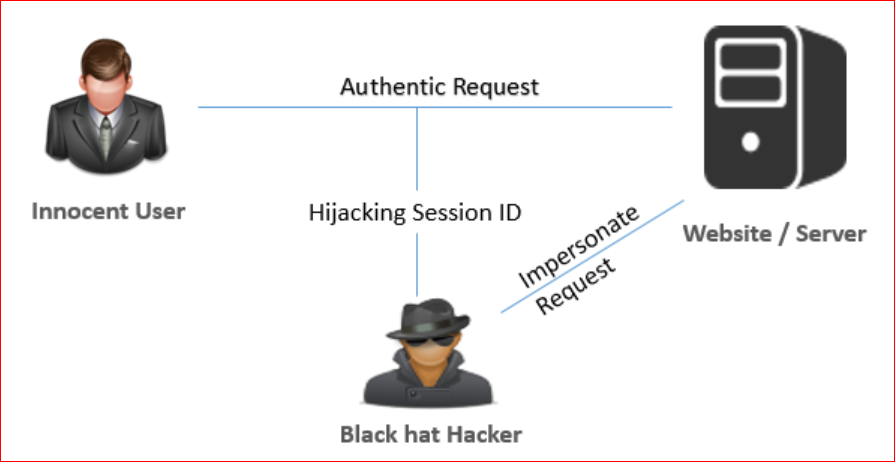 Authentic Request
Innocent User
Hijacking Session ID
Impersonate
Request
Website / Server
Black hat Hacker